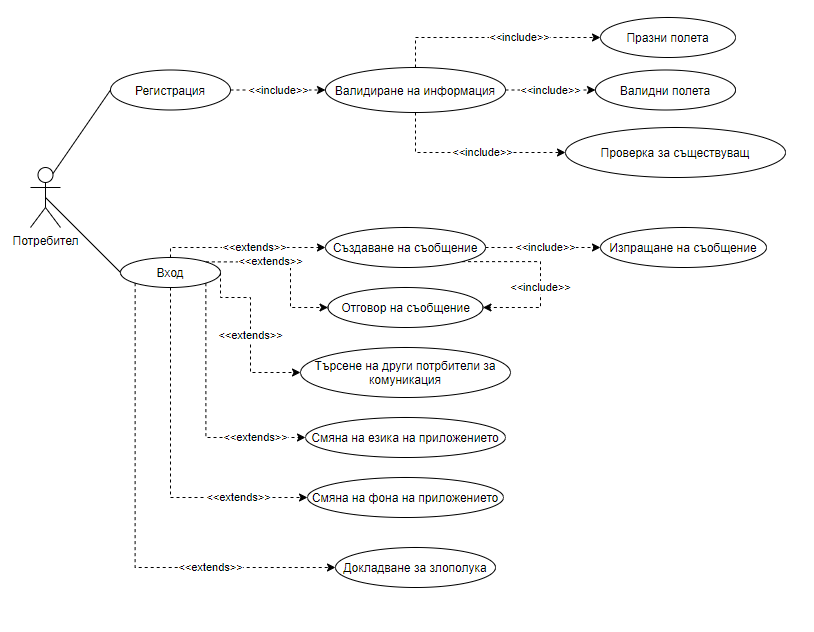 <<include>>
Празни полета
Регистрация
<<include>>
Валидиране на информация
<<include>>
Валидни полета
<<include>>
Проверка за съществуващ
Потребител
Вход
<<extends>>
Създаване на съобщение
<<include>>
Изпращане на съобщение
<<extends>>
<<include>>
Отговор на съобщение
<<extends>>
Търсене на други потрбители за
комуникация
<<extends>>
Смяна на езика на приложението
<<extends>>
Смяна на фона на приложението
<<extends>>
Докладване за злополука